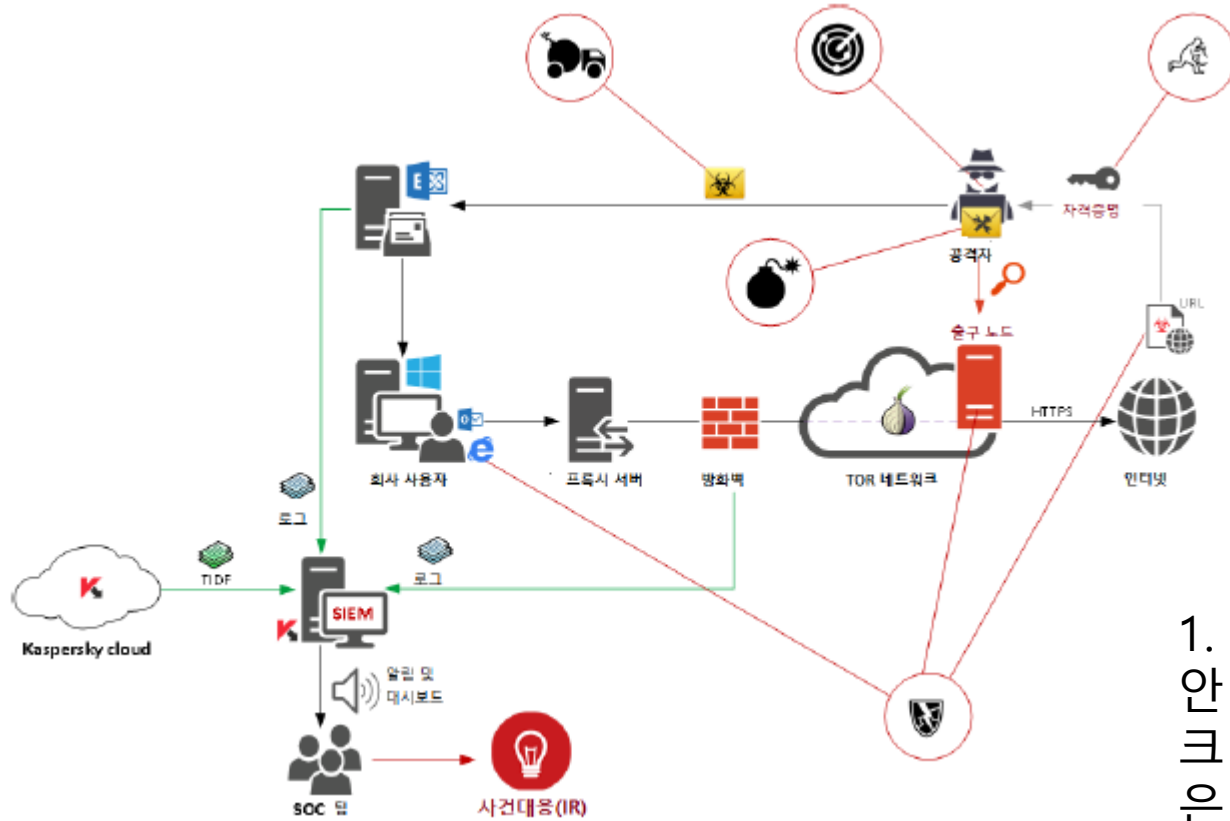 자격증명
공격자
URL
출구 노드
HTTPS
회사 사용자
프록시 서버
방화벽
TOR 네트워크
인터넷
로그
로그
TIDF
SIEM
Kaspersky cloud
알림 및
대시보드
SOC 팀
사건대응(IR)
1.
안
크
은